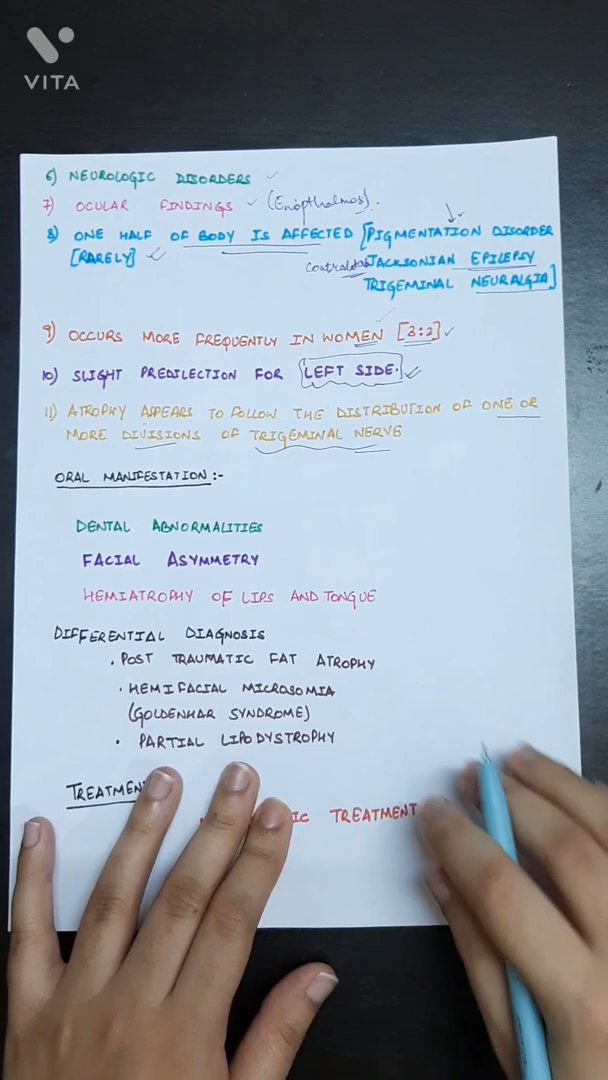 VITA
6) NEUROLOGIC DISORDERS
7) OCULAR FINDINGS (Enopthalmos).
8) ONE HALF OF BODY IS AFFECTED [PIGMENTATION DISORDER
[RARELY] JACKSONIAN EPILEPSY
TRIGEMINAL NEURALGIA]
9) OCCURS MORE FREQUENTLY IN WOMEN [3:2]
10) SLIGHT PREDILECTION FOR LEFT SIDE.
11) ATROPHY APPEARS TO FOLLOW THE DISTRIBUTION OF ONE OR
MORE DIVISIONS OF TRIGEMINAL NERVE
ORAL MANIFESTATION :-
DENTAL ABNORMALITIES
FACIAL ASYMMETRY
HEMIATROPHY OF LIPS AND TONGUE
DIFFERENTIAL DIAGNOSIS
• POST TRAUMATIC FAT ATROPHY
• HEMIFACIAL MICROSOMIA
(GOLDENHAR SYNDROME)
• PARTIAL LIPODYSTROPHY
TREATMEN
IC TREATMENT